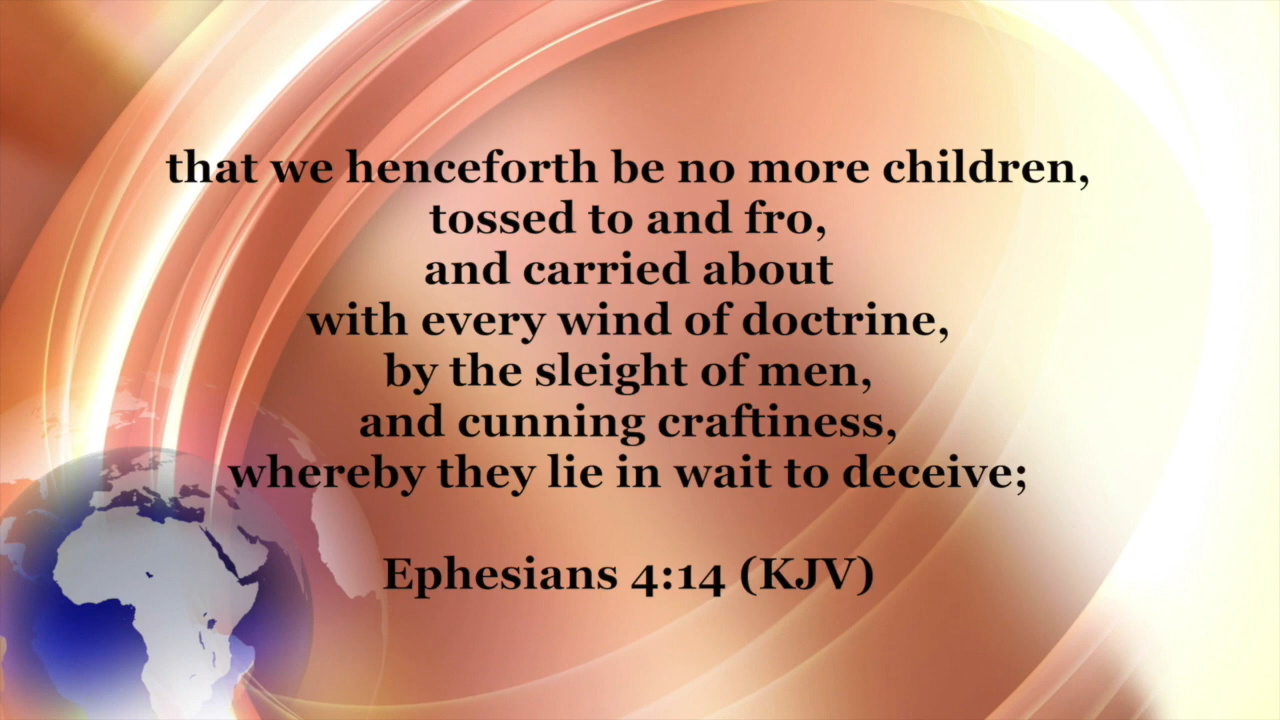 that we henceforth be no more children,
tossed to and fro,
and carried about
with every wind of doctrine,
by the sleight of men,
and cunning craftiness,
whereby they lie in wait to deceive;
Ephesians 4:14 (KJV)